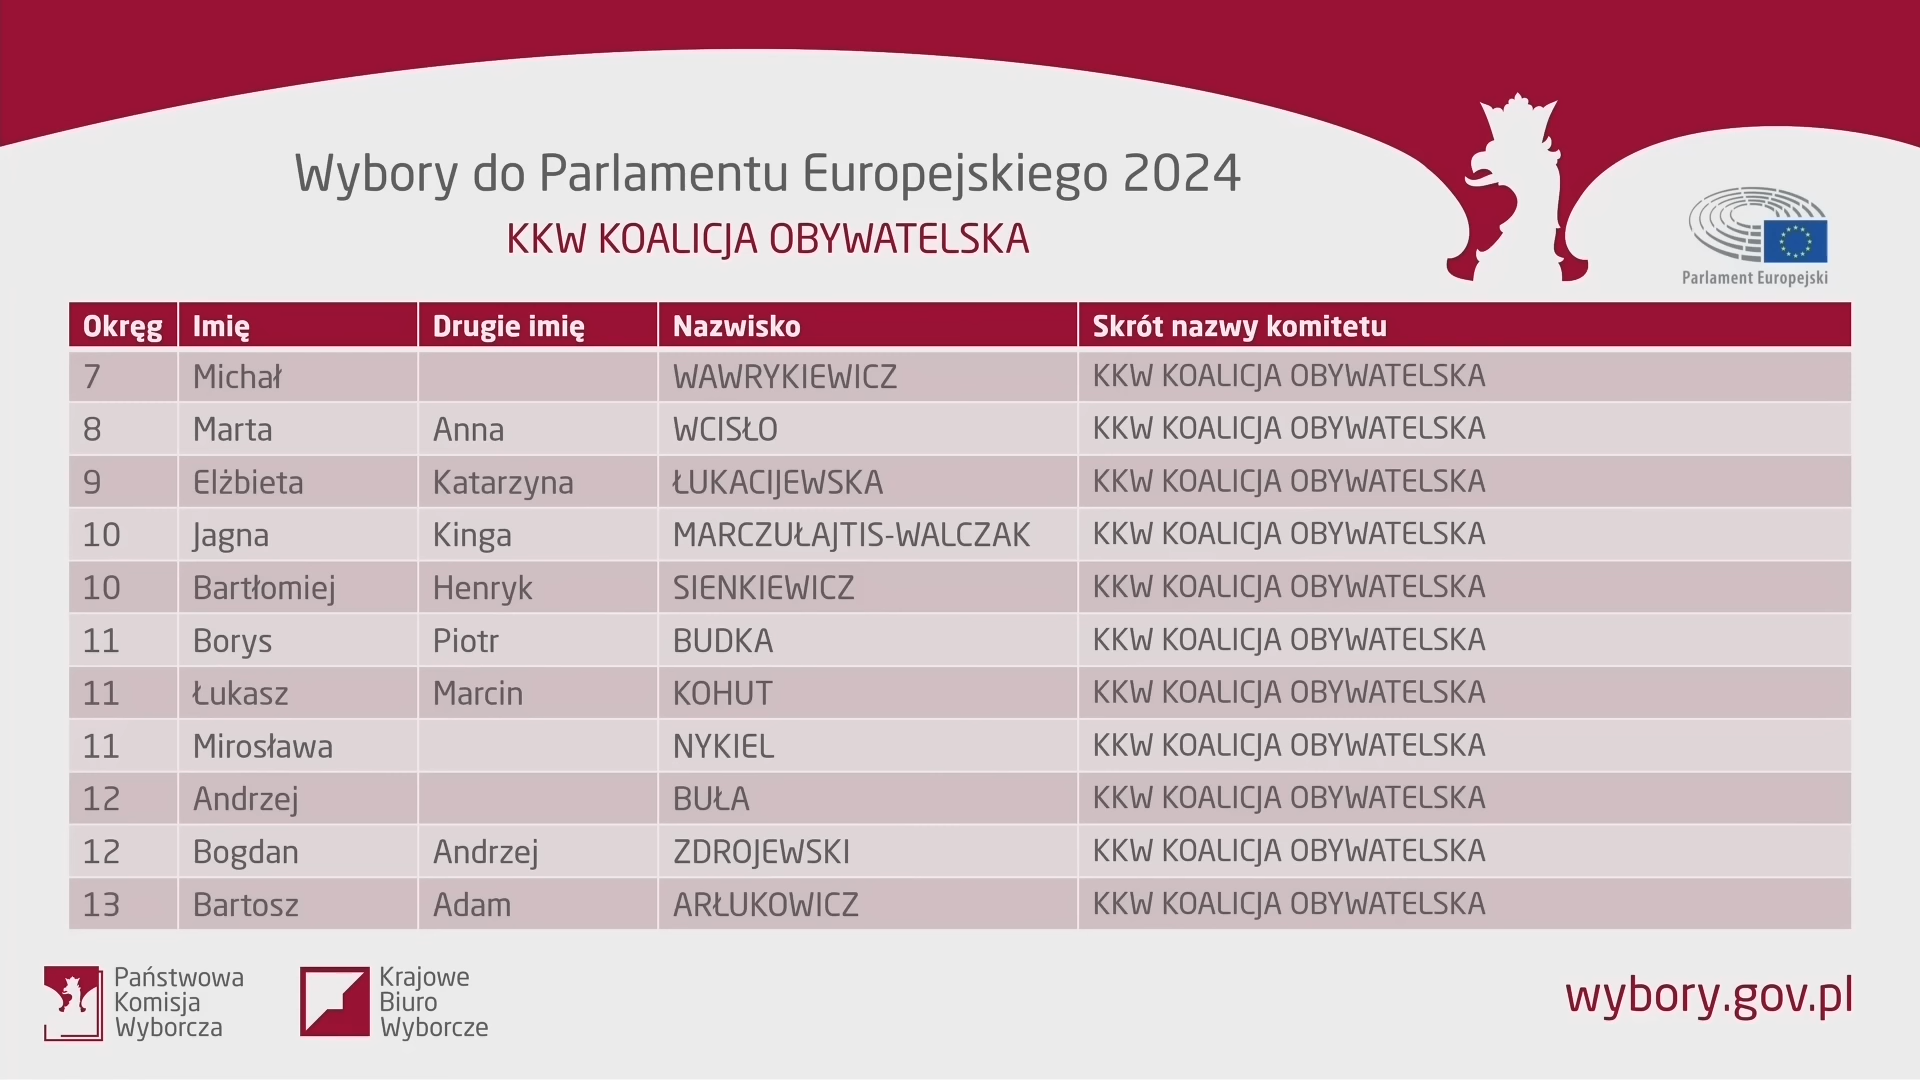 Wybory do Parlamentu Europejskiego 2024
KKW KOALICJA OBYWATELSKA
Parlament Europejski
Okręg Imię Drugie imię Nazwisko Skrót nazwy komitetu
7 Michał WAWRYKIEWICZ KKW KOALICJA OBYWATELSKA
8 Marta Anna WCISŁO KKW KOALICJA OBYWATELSKA
9 Elżbieta Katarzyna ŁUKACIJEWSKA KKW KOALICJA OBYWATELSKA
10 Jagna Kinga MARCZUŁAJTIS-WALCZAK KKW KOALICJA OBYWATELSKA
10 Bartłomiej Henryk SIENKIEWICZ KKW KOALICJA OBYWATELSKA
11 Borys Piotr BUDKA KKW KOALICJA OBYWATELSKA
11 Łukasz Marcin KOHUT KKW KOALICJA OBYWATELSKA
11 Mirosława NYKIEL KKW KOALICJA OBYWATELSKA
12 Andrzej BUŁA KKW KOALICJA OBYWATELSKA
12 Bogdan Andrzej ZDROJEWSKI KKW KOALICJA OBYWATELSKA
13 Bartosz Adam ARŁUKOWICZ KKW KOALICJA OBYWATELSKA
Państwowa
Komisja
Wyborcza
Krajowe
Biuro
Wyborcze
wybory.gov.pl